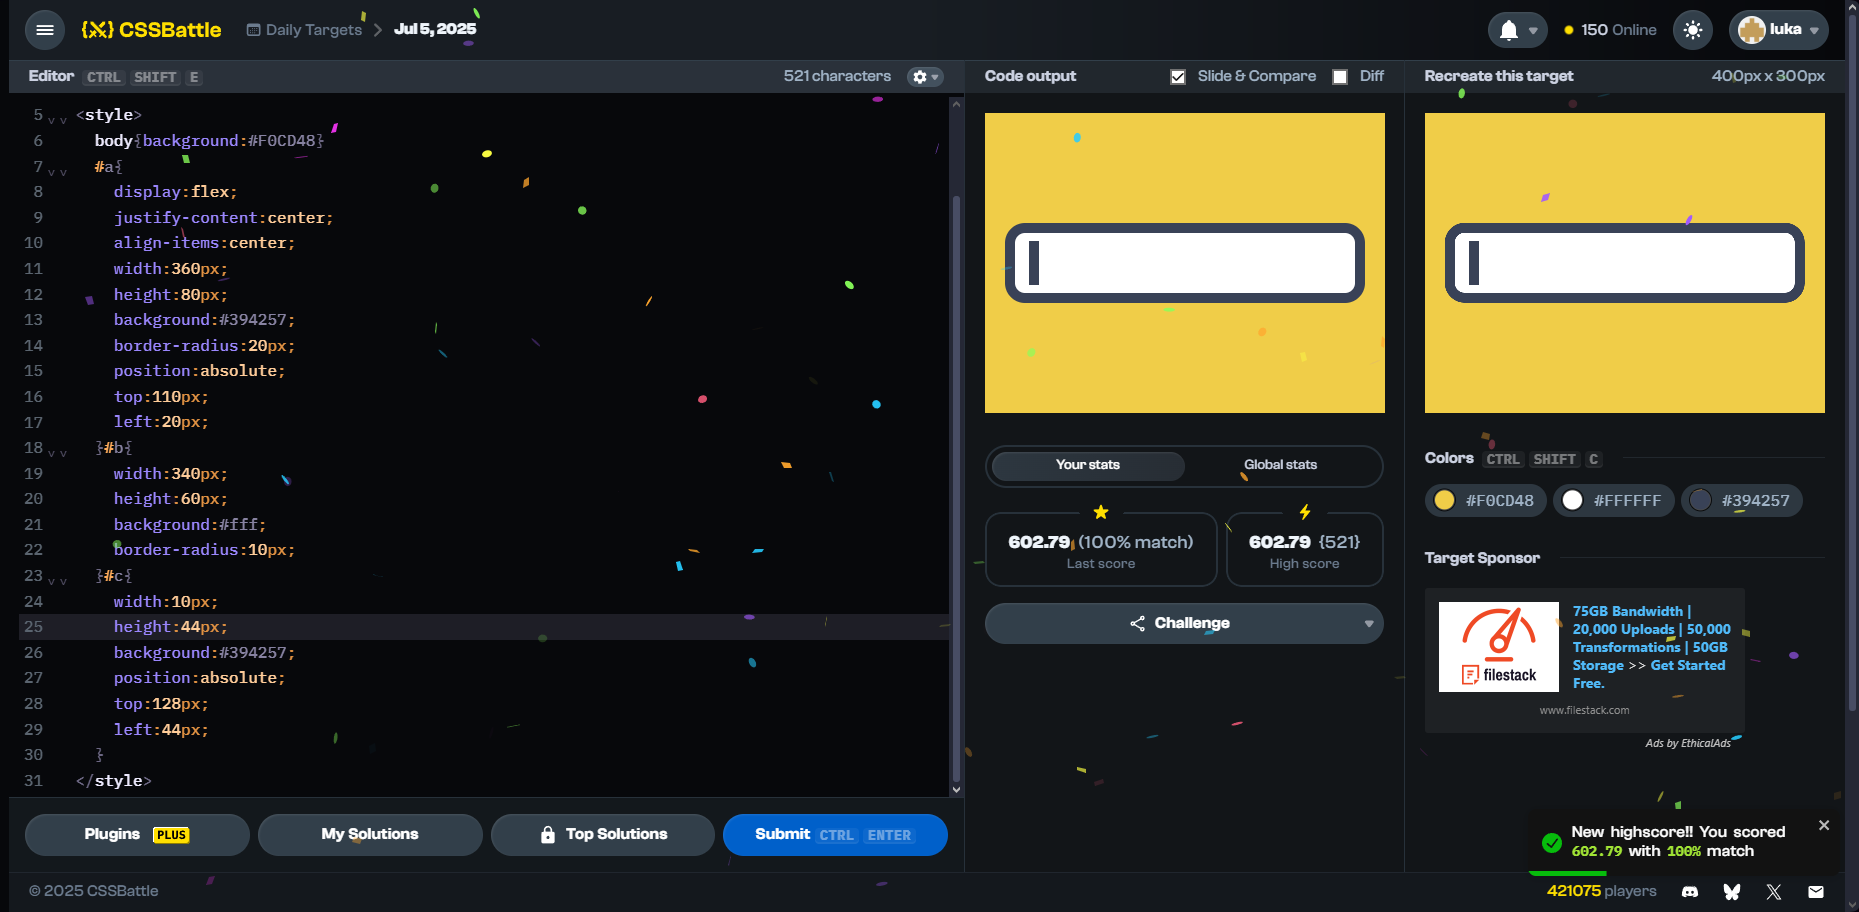 CSSBattle
Daily Targets
Jul 5, 2025
150 Online
luka
Editor CTRL SHIFT E
521 characters
Code output
Slide & Compare
Diff
Recreate this target
400px x 300px
5 <style>
6 body{background:#F0CD48}
7 #a{
8 display:flex;
9 justify-content:center;
10 align-items:center;
11 width:360px;
12 height:80px;
13 background:#394257;
14 border-radius:20px;
15 position:absolute;
16 top:110px;
17 left:20px;
18 }#b{
19 width:340px;
20 height:60px;
21 background:#fff;
22 border-radius:10px;
23 }#c{
24 width:10px;
25 height:44px;
26 background:#394257;
27 position:absolute;
28 top:128px;
29 left:44px;
30 }
31 </style>
Plugins PLUS
My Solutions
Top Solutions
Submit CTRL ENTER
Your stats
Global stats
602.79 (100% match)
Last score
602.79 {521}
High score
Challenge
Colors CTRL SHIFT C
#F0CD48
#FFFFFF
#394257
Target Sponsor
filestack
75GB Bandwidth |
20,000 Uploads | 50,000
Transformations | 50GB
Storage >> Get Started
Free.
www.filestack.com
Ads by EthicalAds
New highscore!! You scored
602.79 with 100% match
© 2025 CSSBattle
421075 players